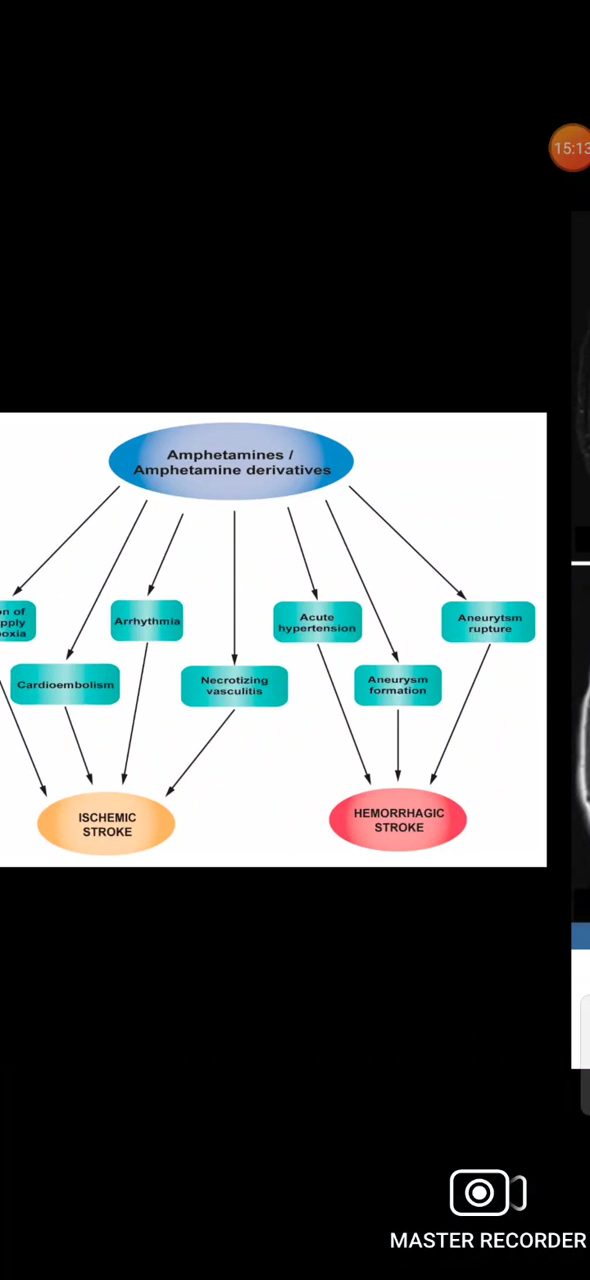 15:13
Amphetamines /
Amphetamine derivatives
Arrhythmia
Acute
hypertension
Aneurytsm
rupture
Cardioembolism
Necrotizing
vasculitis
Aneurysm
formation
ISCHEMIC
STROKE
HEMORRHAGIC
STROKE
MASTER RECORDER